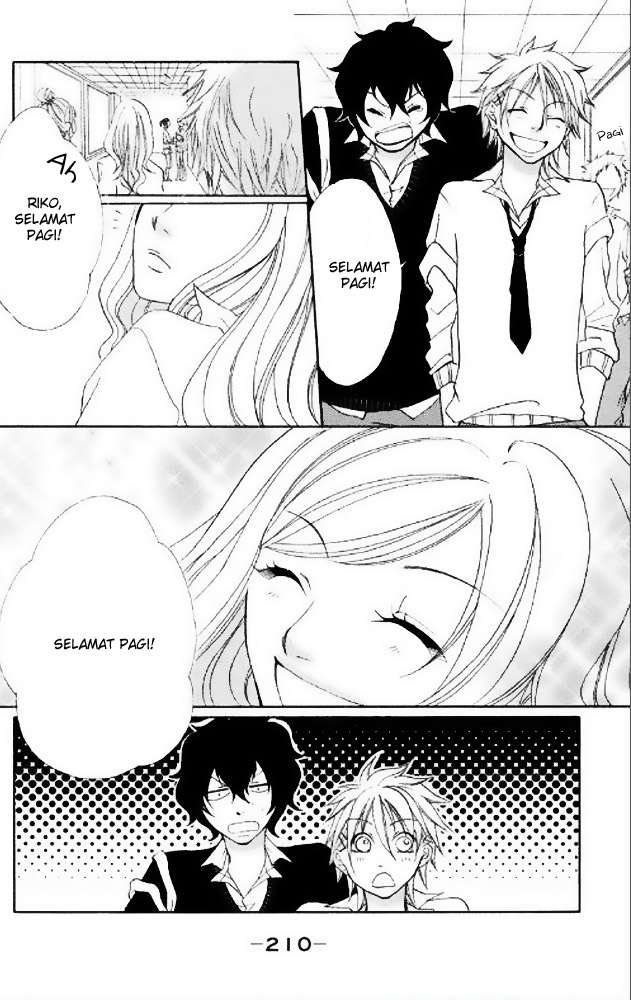 Pagi
SELAMAT
PAGI!
Ah
RIKO,
SELAMAT
PAGI!
SELAMAT PAGI!
-210-